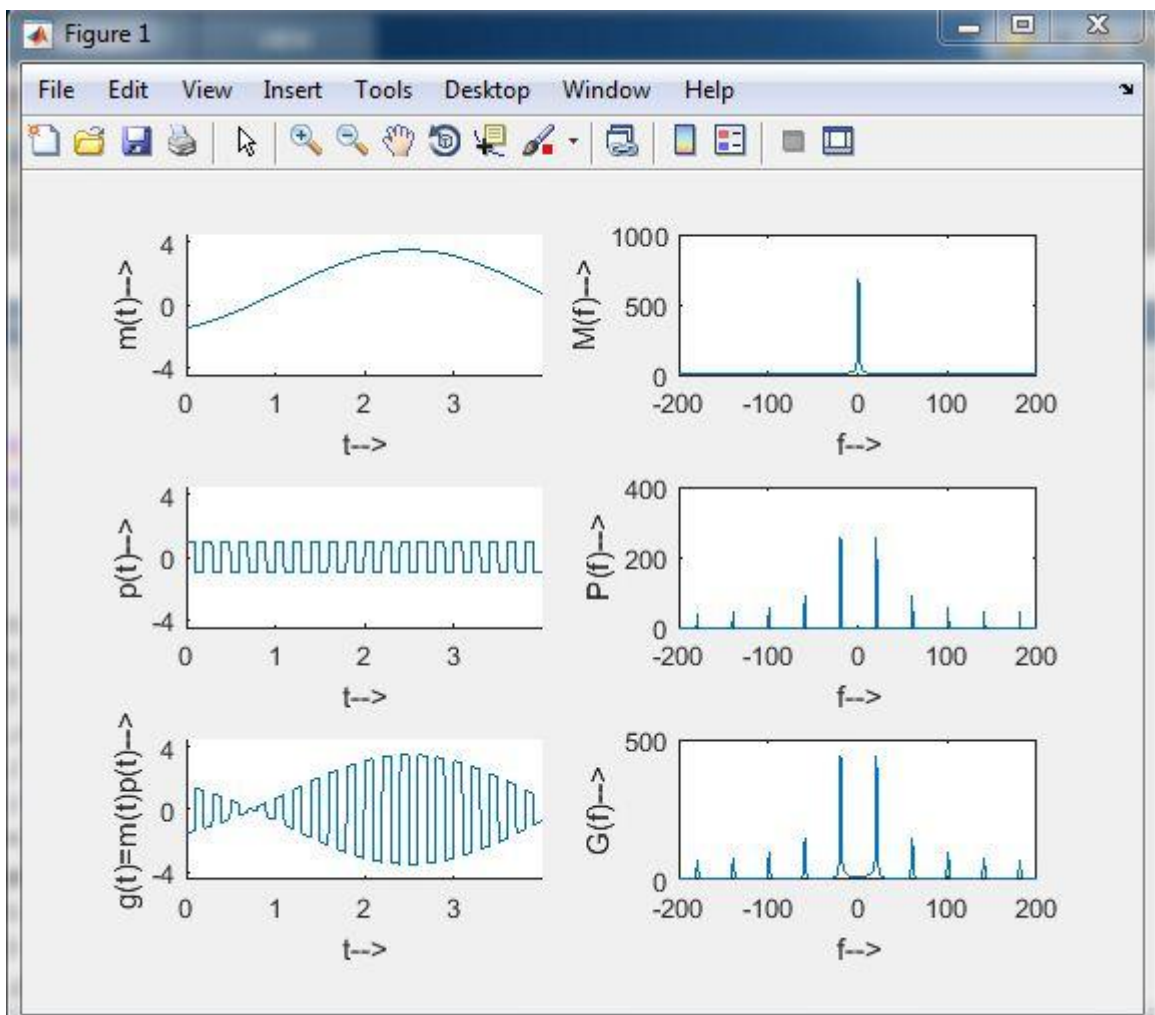 Figure 1
File Edit View Insert Tools Desktop Window Help
m(t)-->
4
0
-4
0 1 2 3
t-->
M(f)-->
1000
500
0
-200 -100 0 100 200
f-->
p(t)-->
4
0
-4
0 1 2 3
t-->
P(f)-->
400
200
0
-200 -100 0 100 200
f-->
g(t)=m(t)p(t)-->
4
0
-4
0 1 2 3
t-->
G(f)-->
500
0
-200 -100 0 100 200
f-->